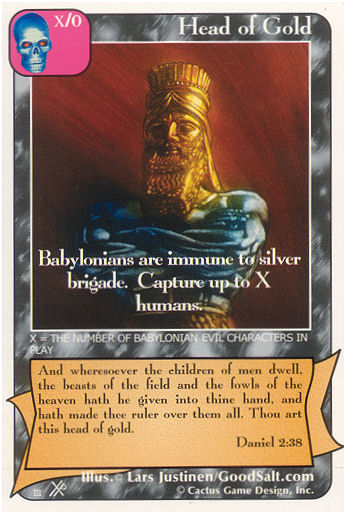 X/0
Head of Gold
Babylonians are immune to silver
brigade. Capture up to X
humans.
X = THE NUMBER OF BABYLONIAN EVIL CHARACTERS IN
PLAY
And wheresoever the children of men dwell,
the beasts of the field and the fowls of the
heaven hath he given into thine hand, and
hath made thee ruler over them all. Thou art
this head of gold.
Daniel 2:38
Illus.© Lars Justinen/GoodSalt.com
III
© Cactus Game Design, Inc.